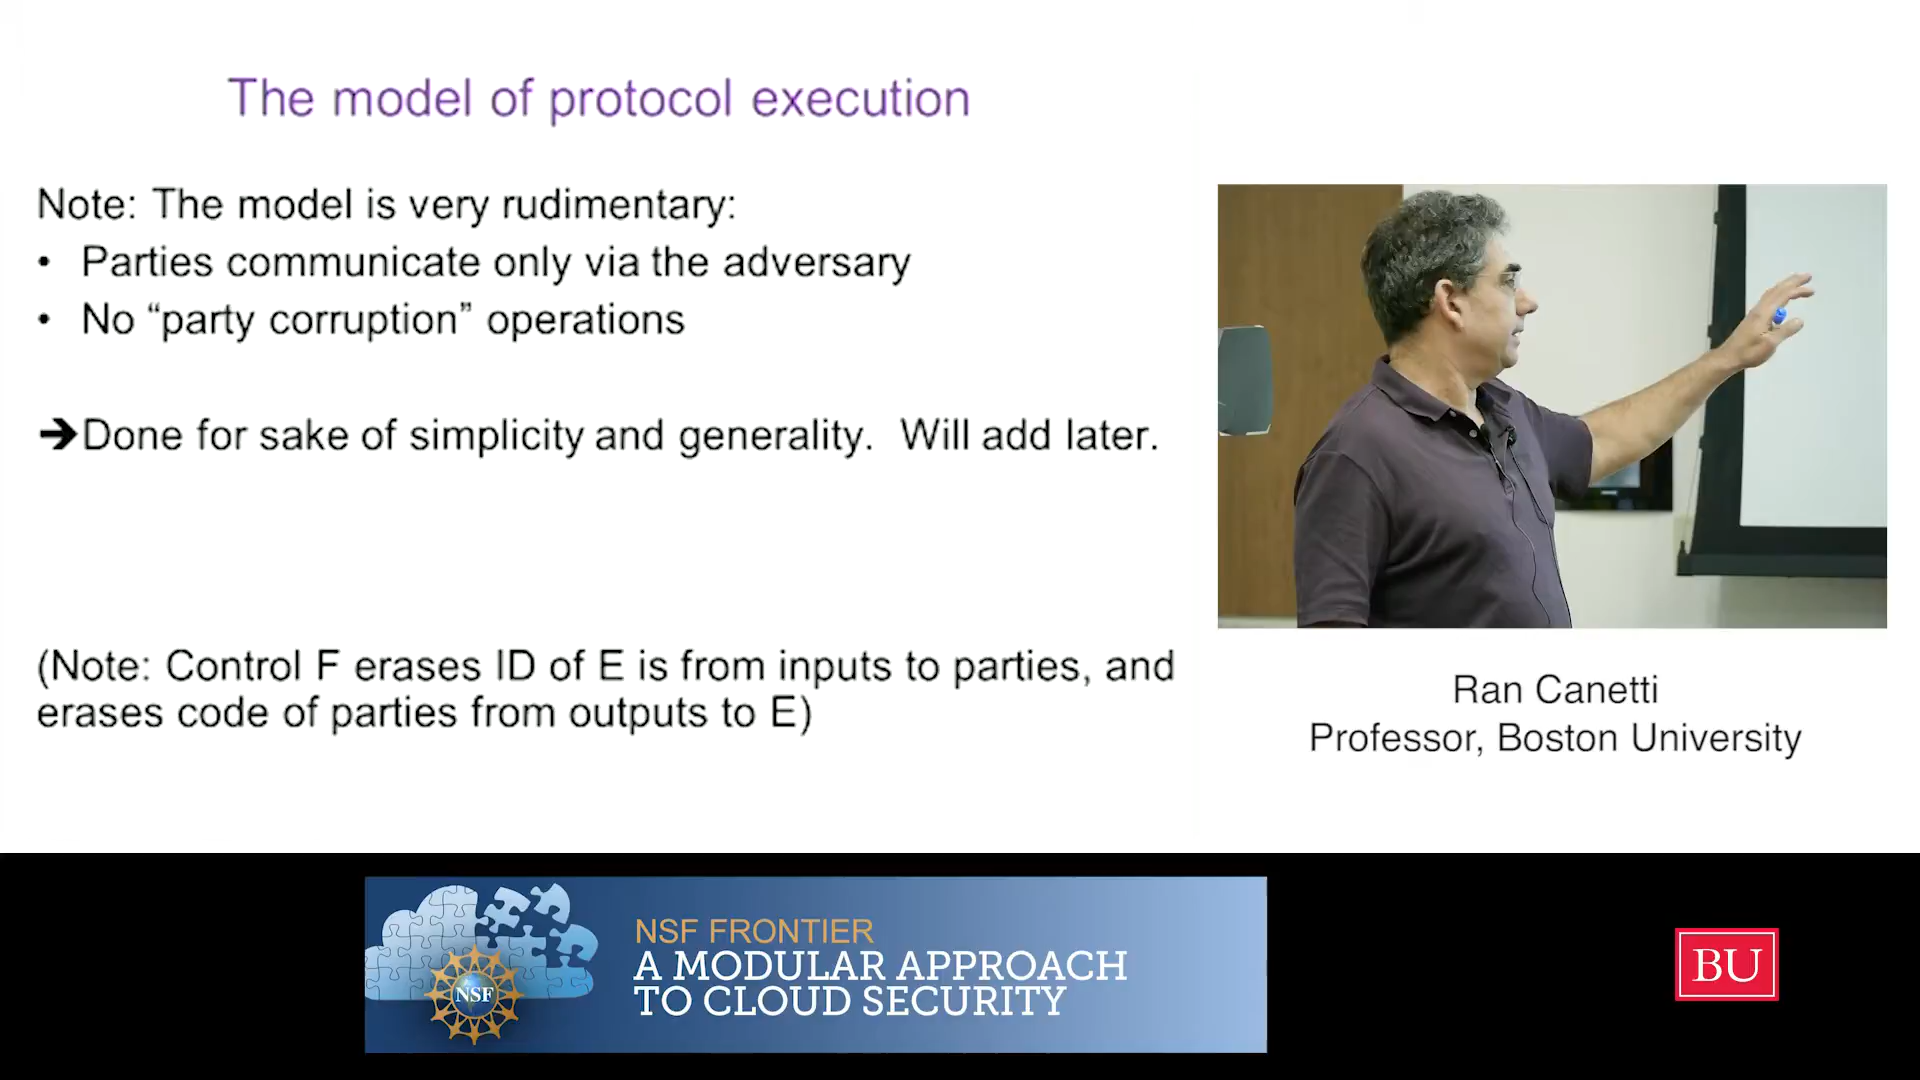 The model of protocol execution
Note: The model is very rudimentary:
• Parties communicate only via the adversary
• No “party corruption” operations
➔Done for sake of simplicity and generality. Will add later.
(Note: Control F erases ID of E is from inputs to parties, and
erases code of parties from outputs to E)
Ran Canetti
Professor, Boston University
NSF FRONTIER
A MODULAR APPROACH
TO CLOUD SECURITY
NSF
BU